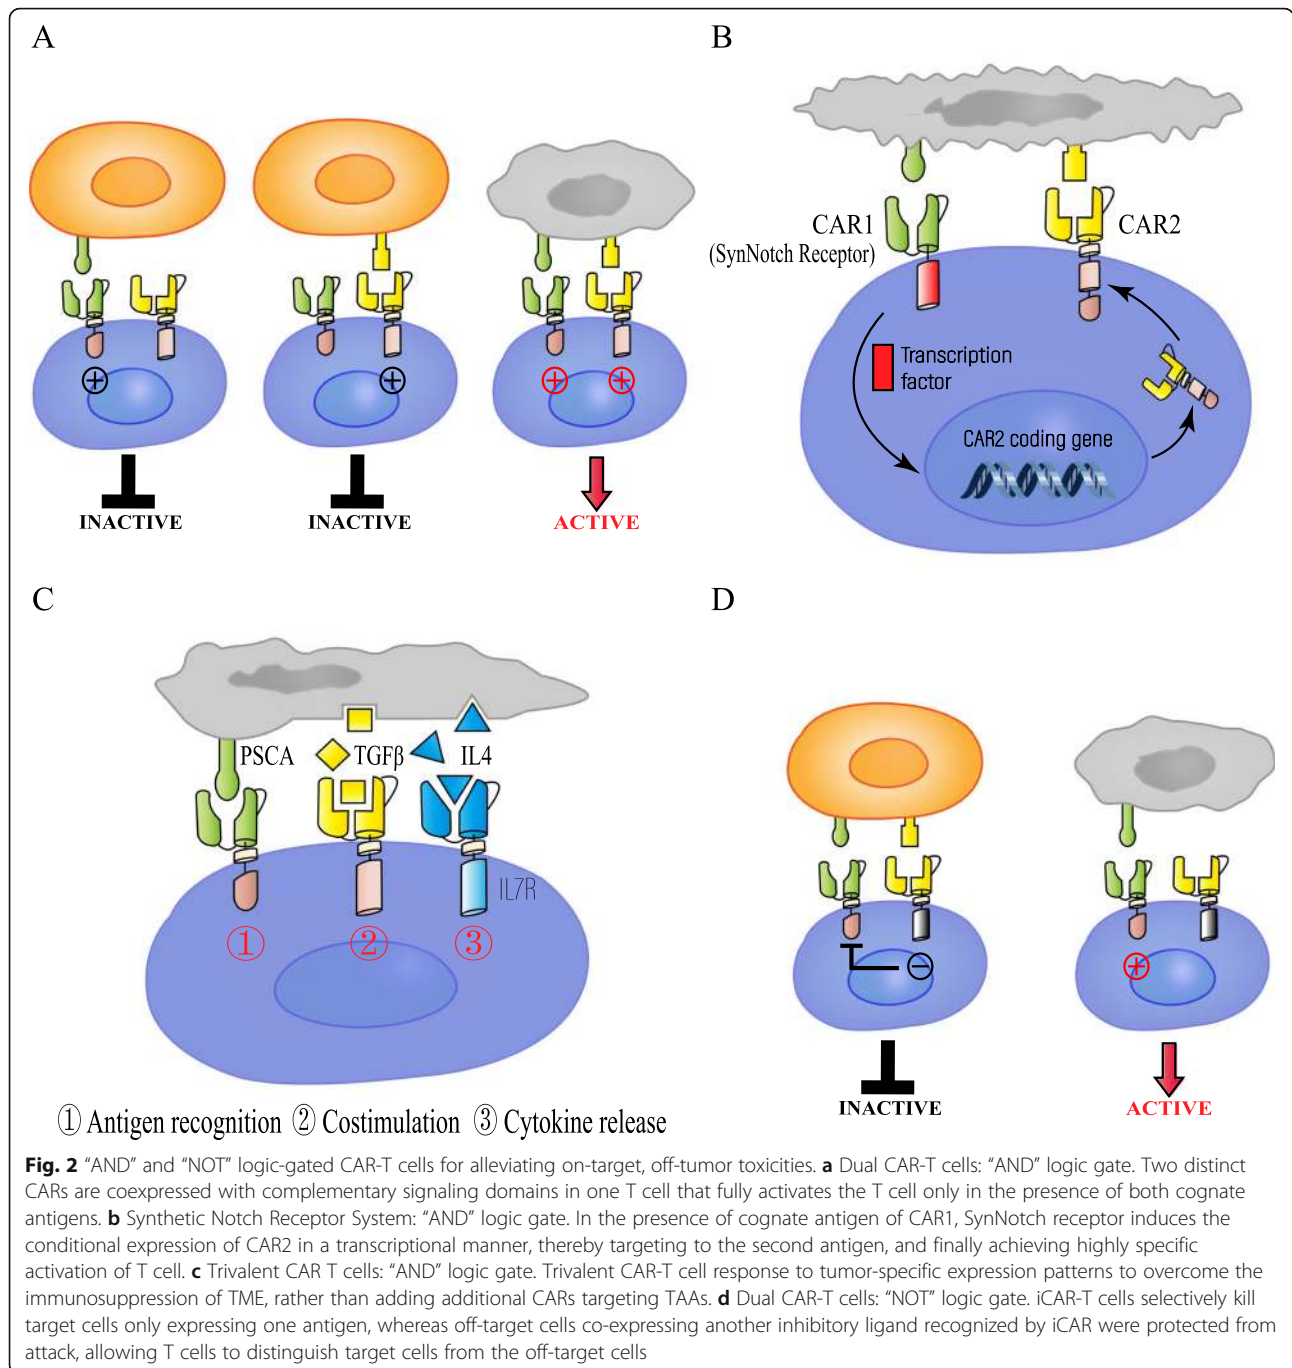 A
B
CAR1
(SynNotch Receptor)
CAR2
Transcription
factor
CAR2 coding gene
INACTIVE
INACTIVE
ACTIVE
C
D
PSCA
TGFβ
IL4
IL7R
① ② ③
① Antigen recognition ② Costimulation ③ Cytokine release
INACTIVE
ACTIVE
Fig. 2 “AND” and “NOT” logic-gated CAR-T cells for alleviating on-target, off-tumor toxicities. a Dual CAR-T cells: “AND” logic gate. Two distinct
CARs are coexpressed with complementary signaling domains in one T cell that fully activates the T cell only in the presence of both cognate
antigens. b Synthetic Notch Receptor System: “AND” logic gate. In the presence of cognate antigen of CAR1, SynNotch receptor induces the
conditional expression of CAR2 in a transcriptional manner, thereby targeting to the second antigen, and finally achieving highly specific
activation of T cell. c Trivalent CAR T cells: “AND” logic gate. Trivalent CAR-T cell response to tumor-specific expression patterns to overcome the
immunosuppression of TME, rather than adding additional CARs targeting TAAs. d Dual CAR-T cells: “NOT” logic gate. iCAR-T cells selectively kill
target cells only expressing one antigen, whereas off-target cells co-expressing another inhibitory ligand recognized by iCAR were protected from
attack, allowing T cells to distinguish target cells from the off-target cells